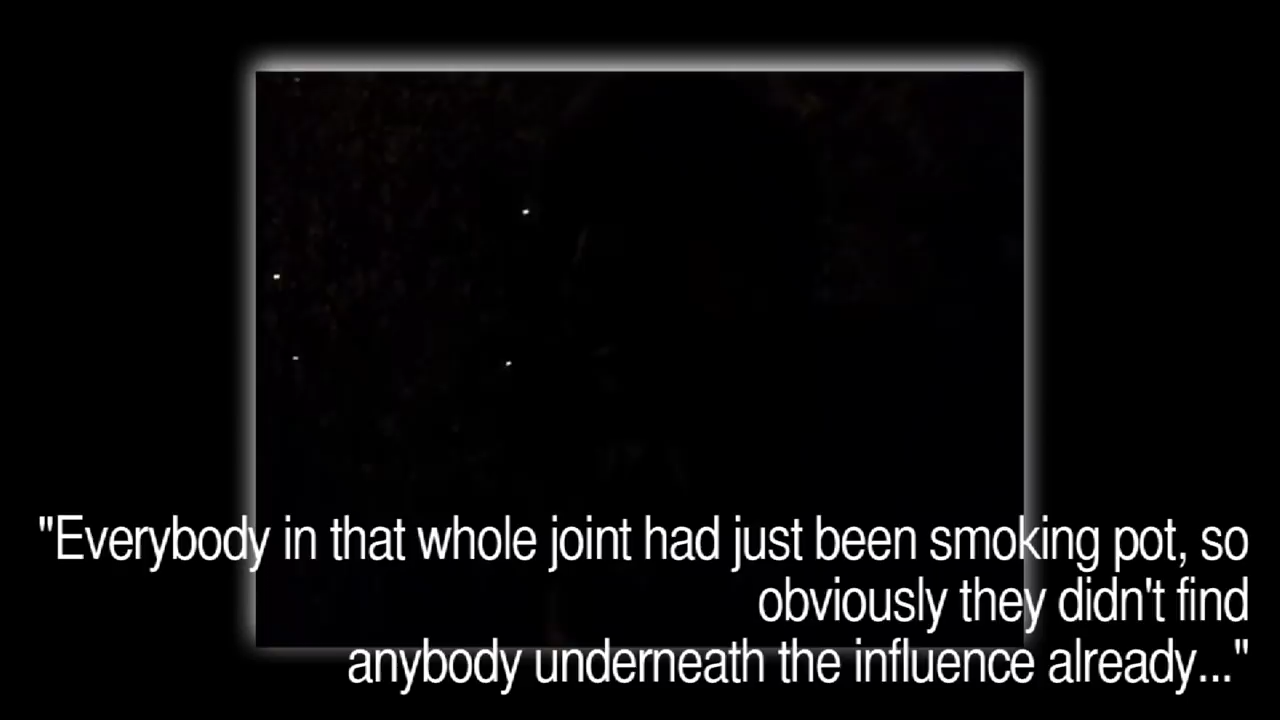 "Everybody in that whole joint had just been smoking pot, so
obviously they didn't find
anybody underneath the influence already..."